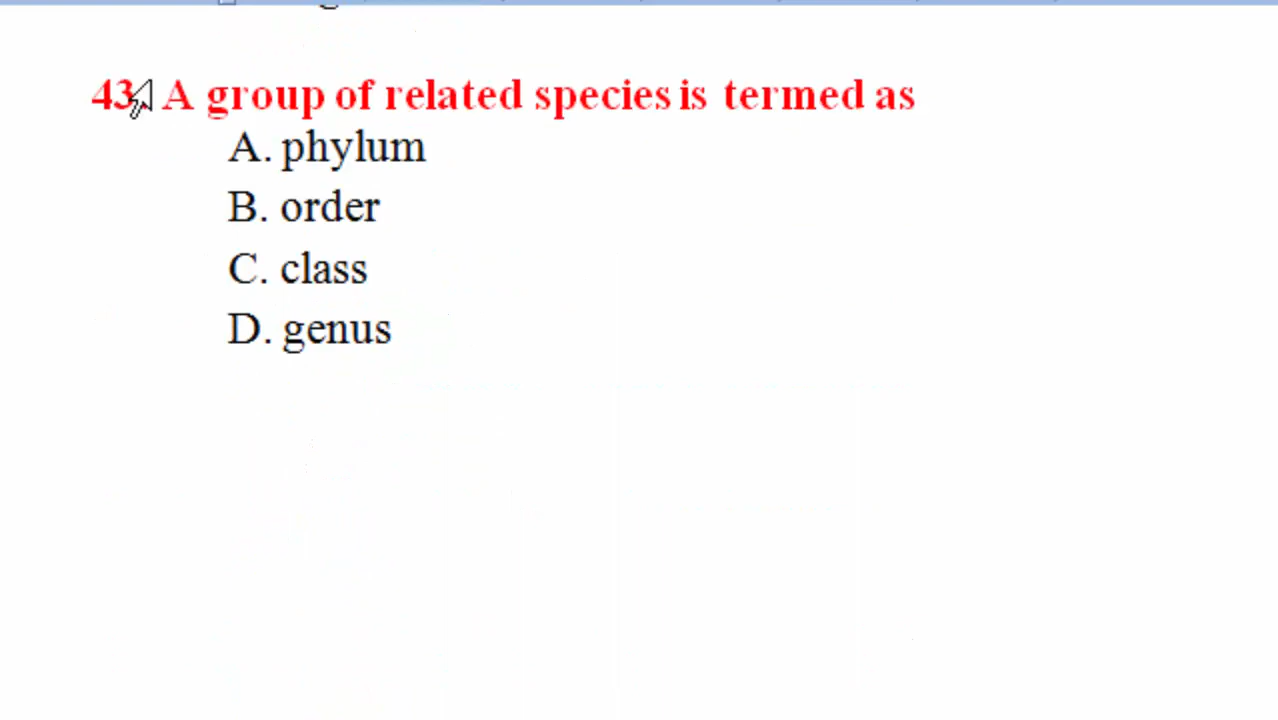 43. A group of related species is termed as
A. phylum
B. order
C. class
D. genus